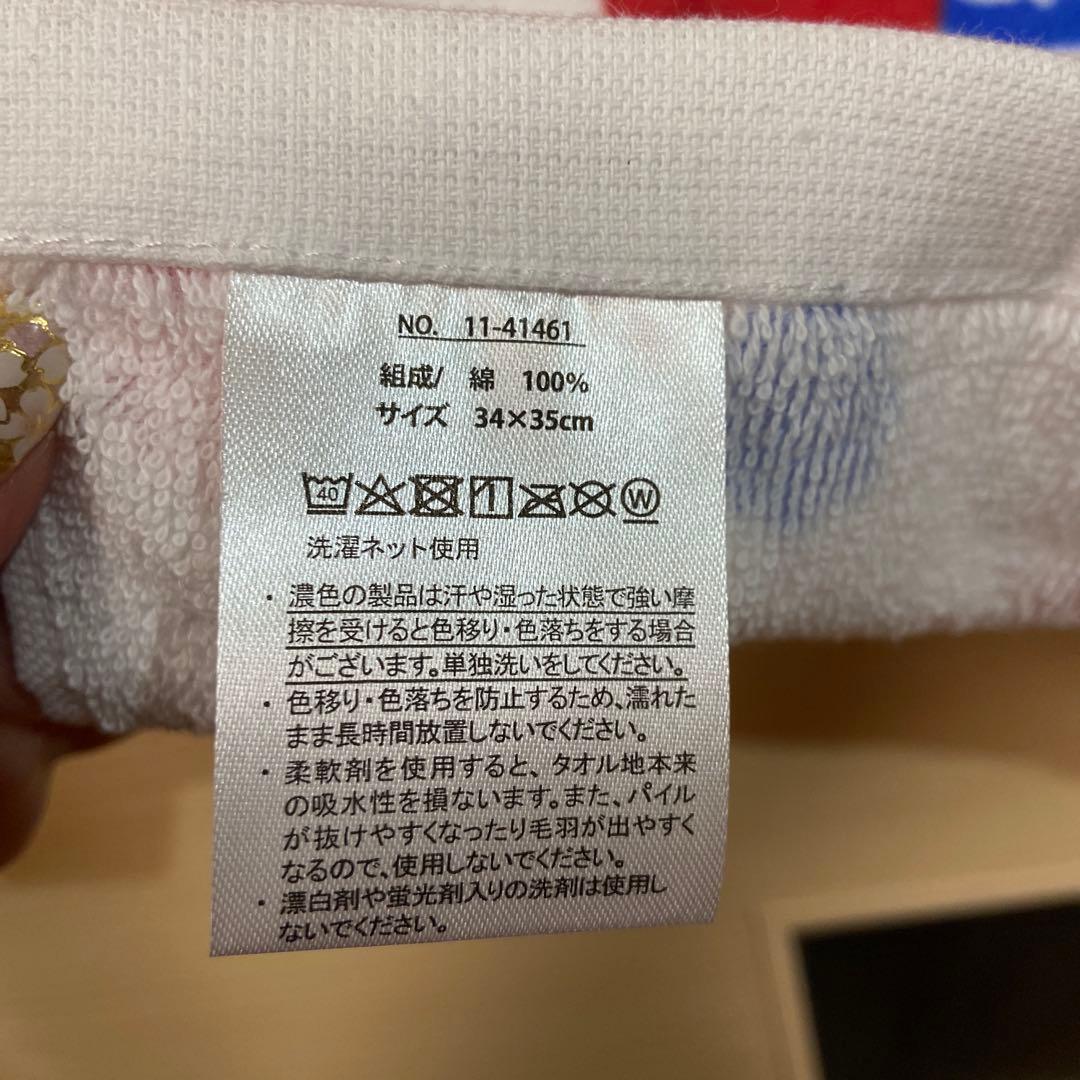 NO. 11-41461
組成/ 綿 100%
サイズ 34×35cm
40 W
洗濯ネット使用
・濃色の製品は汗や湿った状態で強い摩
擦を受けると色移り・色落ちをする場合
がございます。単独洗いをしてください。
・色移り・色落ちを防止するため、濡れた
まま長時間放置しないでください。
・柔軟剤を使用すると、タオル地本来
の吸水性を損ないます。また、パイル
が抜けやすくなったり毛羽が出やすく
なるので、使用しないでください。
・漂白剤や蛍光剤入りの洗剤は使用し
ないでください。